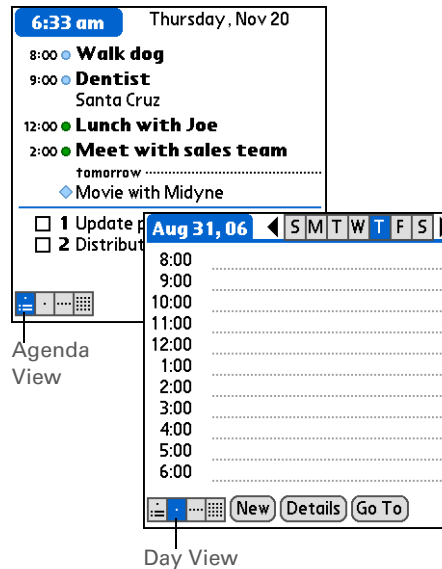 6:33 am Thursday, Nov 20
8:00 Walk dog
9:00 Dentist
Santa Cruz
12:00 Lunch with Joe
2:00 Meet with sales team
tomorrow
Movie with Midyne
1 Update
2 Distribut
Agenda
View
Aug 31, 06 S M T W T F S
8:00
9:00
10:00
11:00
12:00
1:00
2:00
3:00
4:00
5:00
6:00
New Details Go To
Day View